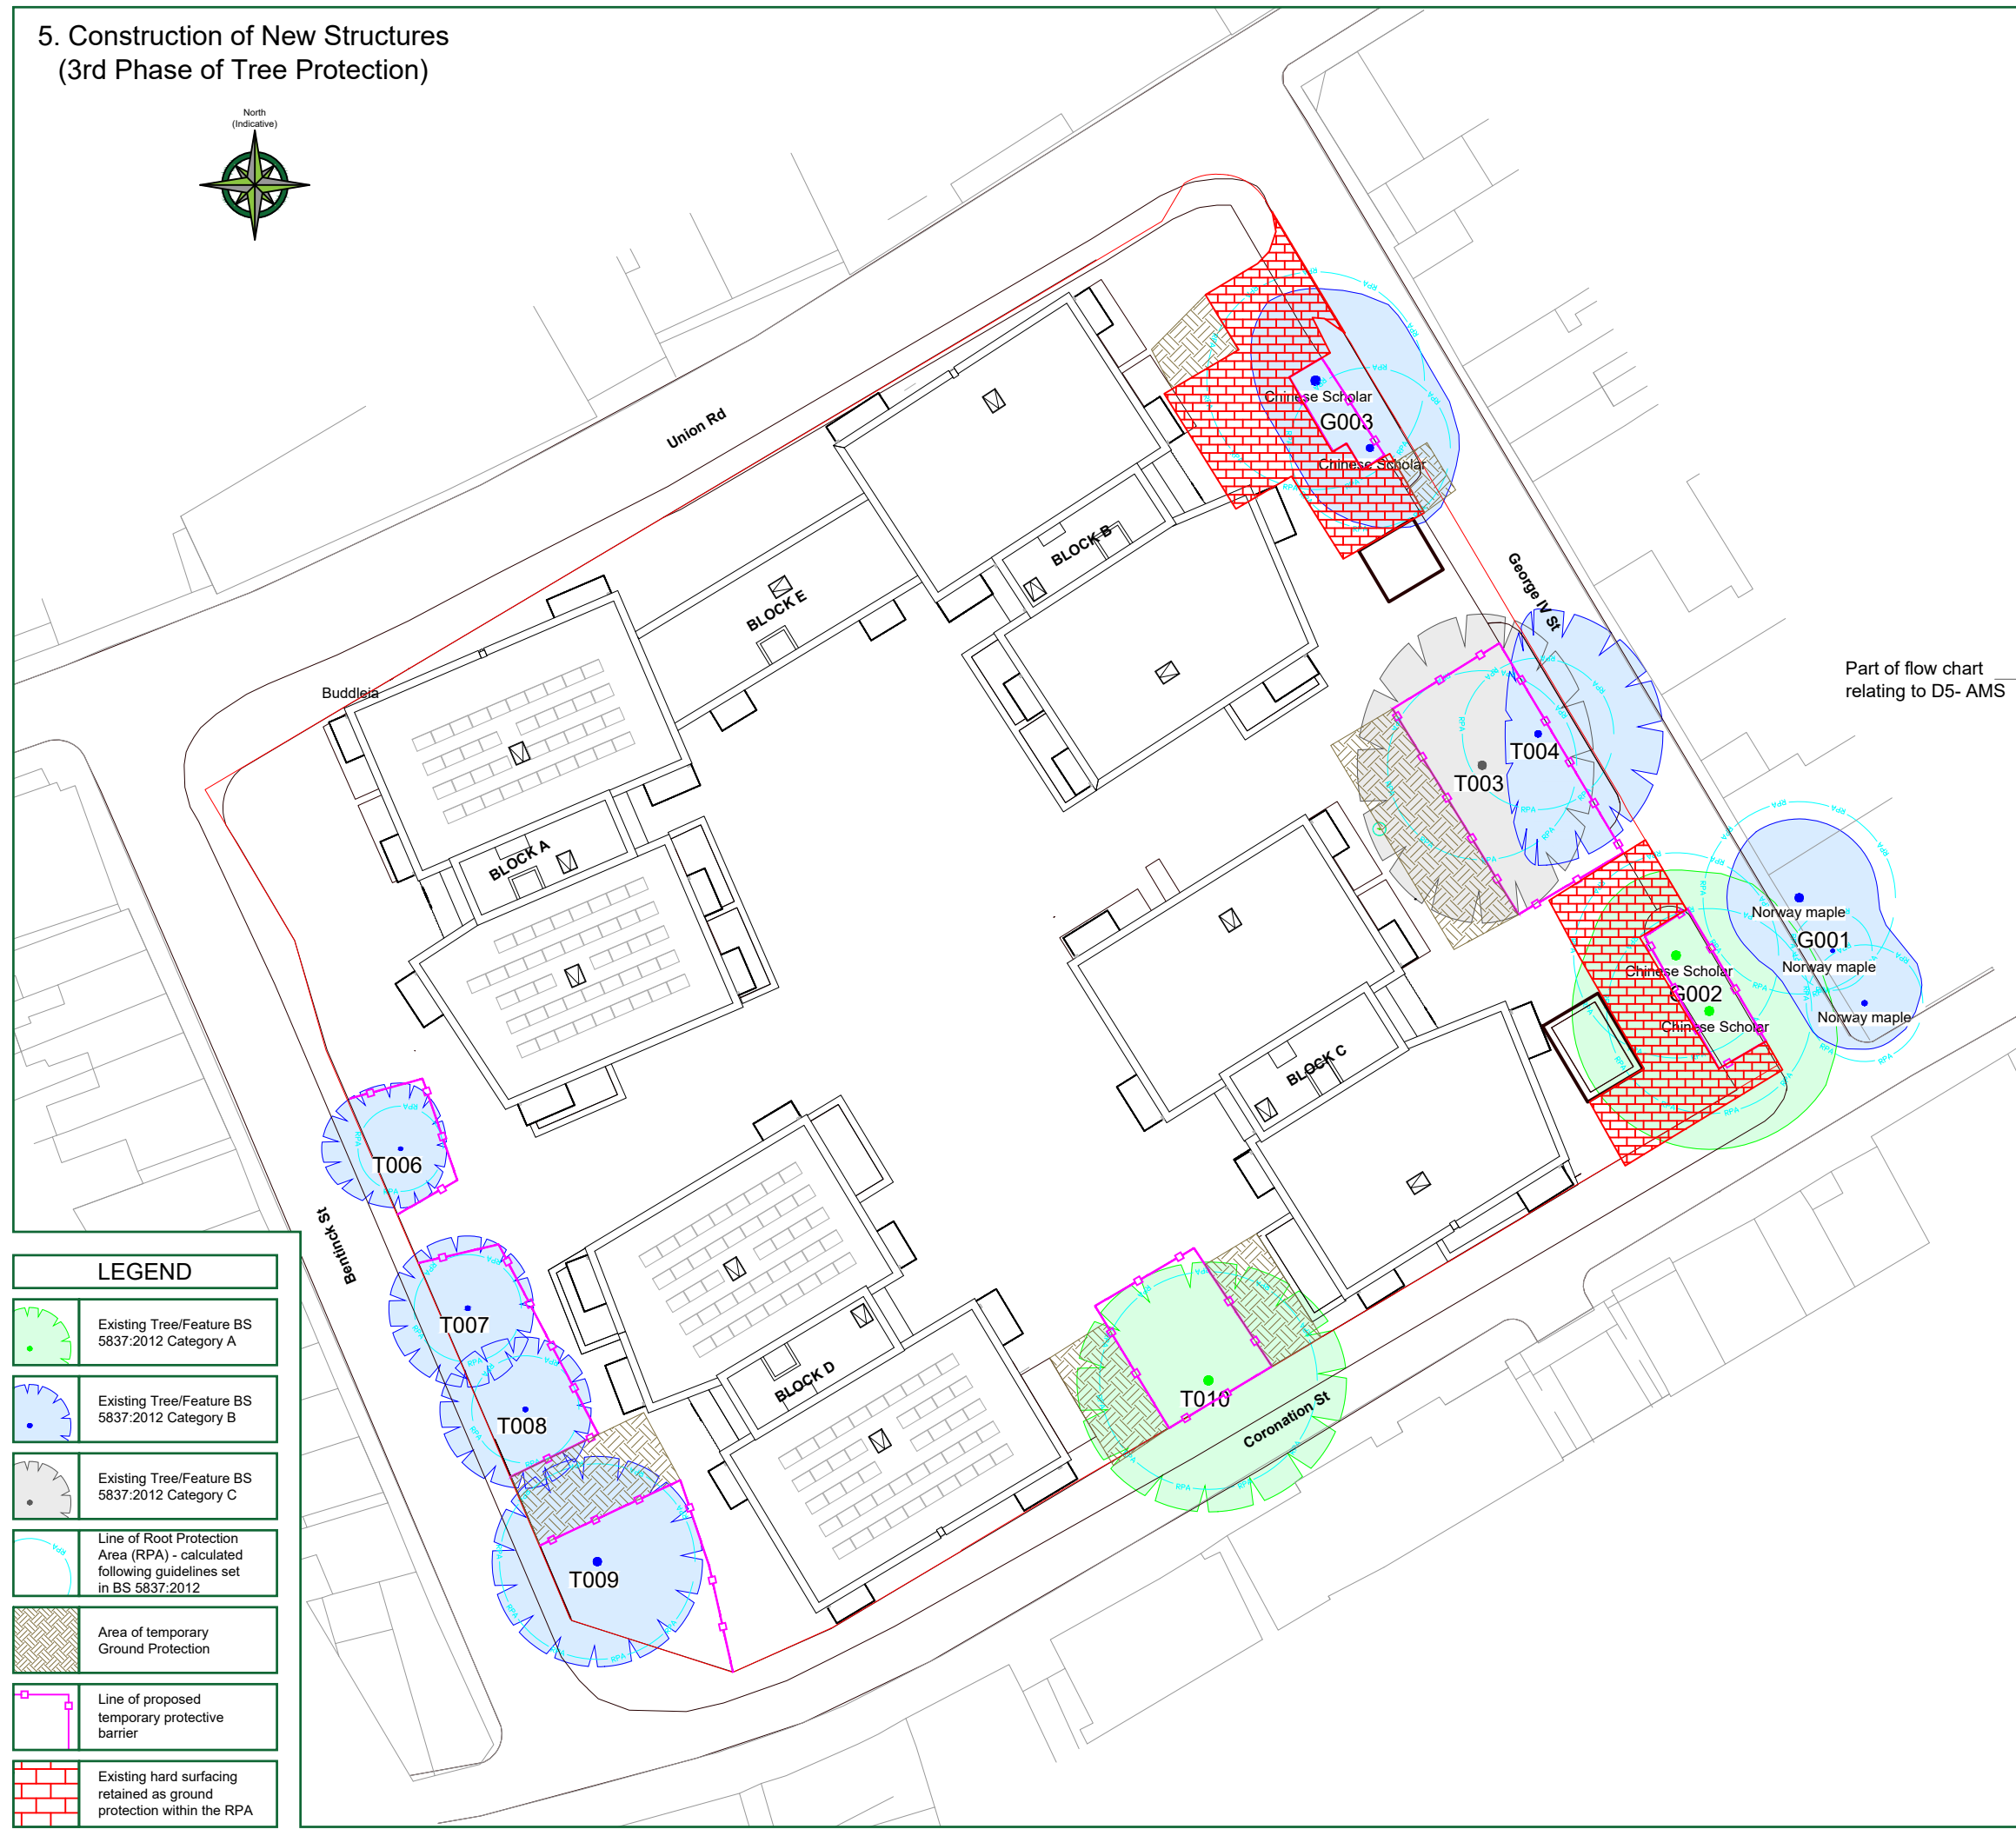 5. Construction of New Structures
(3rd Phase of Tree Protection)
North
(Indicative)
Union Rd
Buddleia
BLOCK E
BLOCK B
BLOCK A
BLOCK C
BLOCK D
Chinese Scholar
G003
Chinese Scholar
George IV St
T004
T003
Part of flow chart
relating to D5- AMS
Norway maple
G001
Norway maple
Norway maple
Chinese Scholar
G002
Chinese Scholar
T006
Bentinck St
T007
T008
T009
T010
Coronation St
RPA
LEGEND
Existing Tree/Feature BS
5837:2012 Category A
Existing Tree/Feature BS
5837:2012 Category B
Existing Tree/Feature BS
5837:2012 Category C
Line of Root Protection
Area (RPA) - calculated
following guidelines set
in BS 5837:2012
Area of temporary
Ground Protection
Line of proposed
temporary protective
barrier
Existing hard surfacing
retained as ground
protection within the RPA